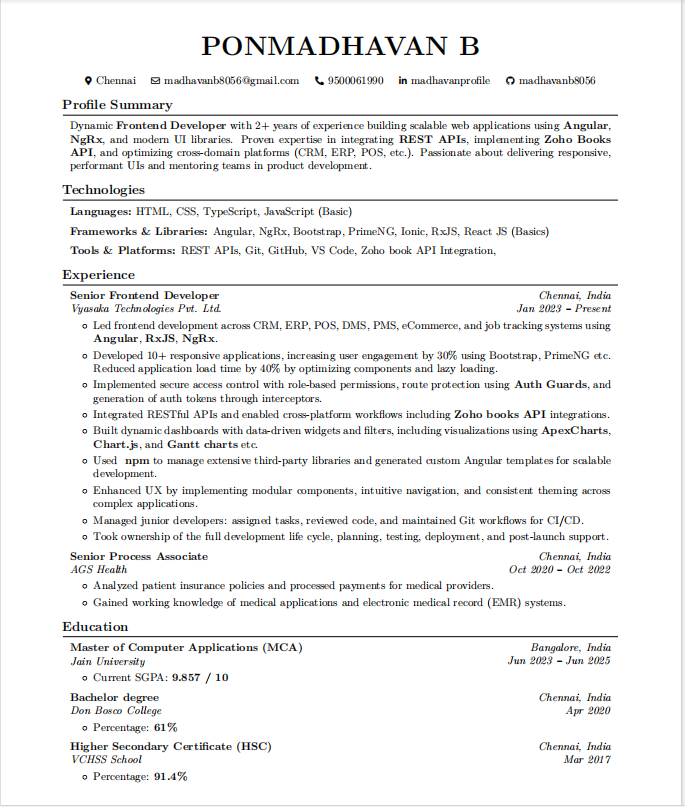 PONMADHAVAN B
Chennai madhavanb8056@gmail.com 9500061990 madhavanprofile madhavanb8056
Profile Summary
Dynamic Frontend Developer with 2+ years of experience building scalable web applications using Angular,
NgRx, and modern UI libraries. Proven expertise in integrating REST APIs, implementing Zoho Books
API, and optimizing cross-domain platforms (CRM, ERP, POS, etc.). Passionate about delivering responsive,
performant UIs and mentoring teams in product development.
Technologies
Languages: HTML, CSS, TypeScript, JavaScript (Basic)
Frameworks & Libraries: Angular, NgRx, Bootstrap, PrimeNG, Ionic, RxJS, React JS (Basics)
Tools & Platforms: REST APIs, Git, GitHub, VS Code, Zoho book API Integration,
Experience
Senior Frontend Developer Chennai, India
Vyasaka Technologies Pvt. Ltd. Jan 2023 – Present
Led frontend development across CRM, ERP, POS, DMS, PMS, eCommerce, and job tracking systems using
Angular, RxJS, NgRx.
Developed 10+ responsive applications, increasing user engagement by 30% using Bootstrap, PrimeNG etc.
Reduced application load time by 40% by optimizing components and lazy loading.
Implemented secure access control with role-based permissions, route protection using Auth Guards, and
generation of auth tokens through interceptors.
Integrated RESTful APIs and enabled cross-platform workflows including Zoho books API integrations.
Built dynamic dashboards with data-driven widgets and filters, including visualizations using ApexCharts,
Chart.js, and Gantt charts etc.
Used npm to manage extensive third-party libraries and generated custom Angular templates for scalable
development.
Enhanced UX by implementing modular components, intuitive navigation, and consistent theming across
complex applications.
Managed junior developers: assigned tasks, reviewed code, and maintained Git workflows for CI/CD.
Took ownership of the full development life cycle, planning, testing, deployment, and post-launch support.
Senior Process Associate Chennai, India
AGS Health Oct 2020 – Oct 2022
Analyzed patient insurance policies and processed payments for medical providers.
Gained working knowledge of medical applications and electronic medical record (EMR) systems.
Education
Master of Computer Applications (MCA) Bangalore, India
Jain University Jun 2023 – Jun 2025
Current SGPA: 9.857 / 10
Bachelor degree Chennai, India
Don Bosco College Apr 2020
Percentage: 61%
Higher Secondary Certificate (HSC) Chennai, India
VCHSS School Mar 2017
Percentage: 91.4%